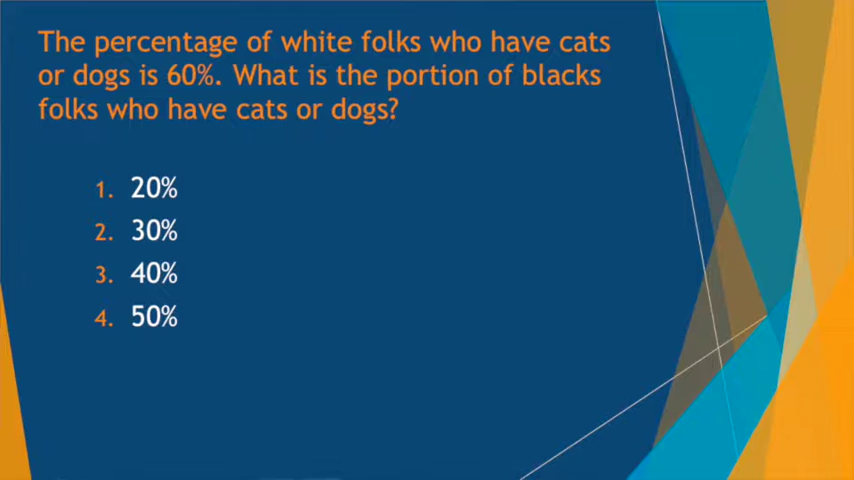 The percentage of white folks who have cats
or dogs is 60%. What is the portion of blacks
folks who have cats or dogs?
1. 20%
2. 30%
3. 40%
4. 50%